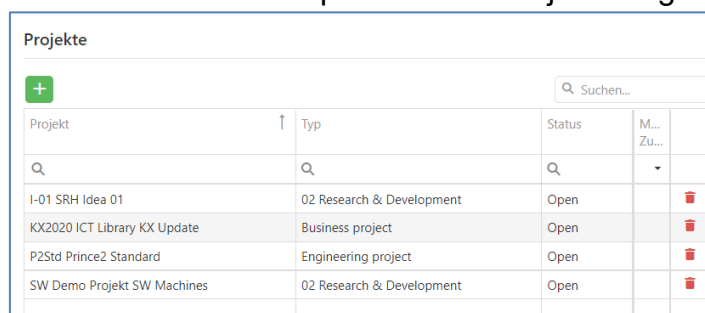 Projekte
+
Suchen...
Projekt Typ Status M... Zu...
I-01 SRH Idea 01 02 Research & Development Open
KX2020 ICT Library KX Update Business project Open
P2Std Prince2 Standard Engineering project Open
SW Demo Projekt SW Machines 02 Research & Development Open